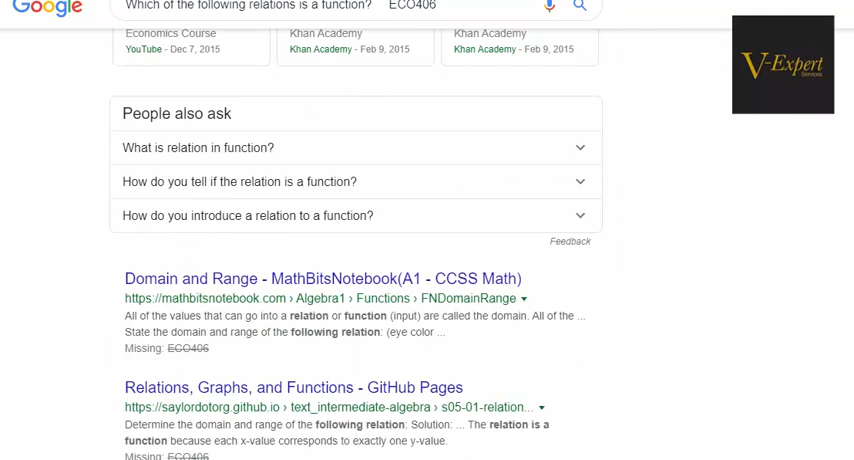 Google
Which of the following relations is a function? ECO406
Economics Course
YouTube - Dec 7, 2015
Khan Academy
Khan Academy - Feb 9, 2015
Khan Academy
Khan Academy - Feb 9, 2015
V-Expert
Services
People also ask
What is relation in function?
How do you tell if the relation is a function?
How do you introduce a relation to a function?
Feedback
Domain and Range - MathBitsNotebook(A1 - CCSS Math)
https://mathbitsnotebook.com › Algebra1 › Functions › FNDomainRange
All of the values that can go into a relation or function (input) are called the domain. All of the ...
State the domain and range of the following relation: (eye color ...
Missing: ECO406
Relations, Graphs, and Functions - GitHub Pages
https://saylordotorg.github.io › text_intermediate-algebra › s05-01-relation...
Determine the domain and range of the following relation: Solution: ... The relation is a
function because each x-value corresponds to exactly one y-value.
Missing: ECO406